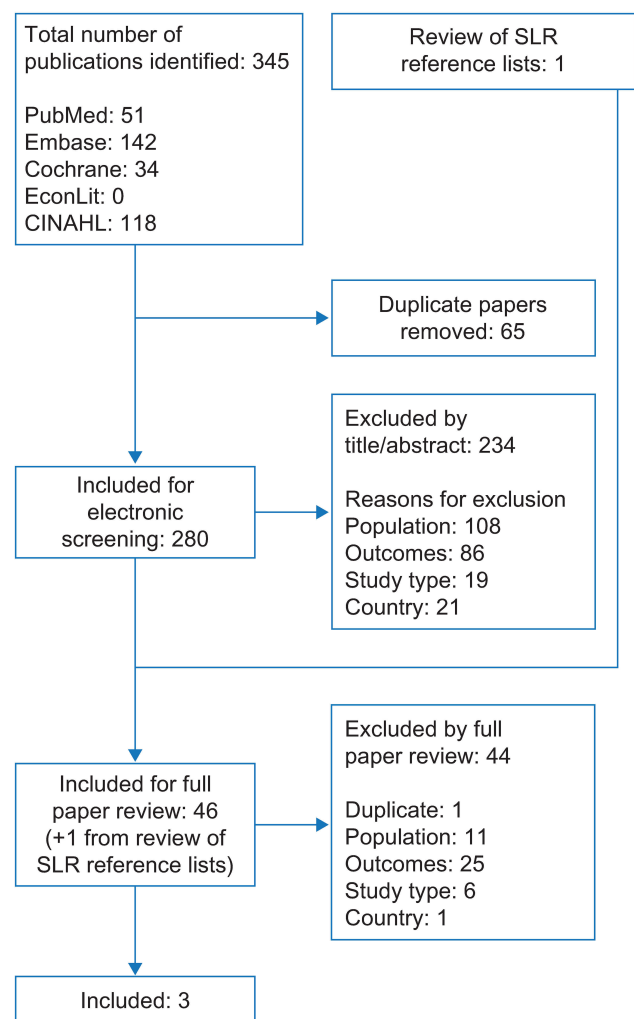 Total number of
publications identified: 345
PubMed: 51
Embase: 142
Cochrane: 34
EconLit: 0
CINAHL: 118
Review of SLR
reference lists: 1
Duplicate papers
removed: 65
Included for
electronic
screening: 280
Excluded by
title/abstract: 234
Reasons for exclusion
Population: 108
Outcomes: 86
Study type: 19
Country: 21
Included for full
paper review: 46
(+1 from review of
SLR reference lists)
Excluded by full
paper review: 44
Duplicate: 1
Population: 11
Outcomes: 25
Study type: 6
Country: 1
Included: 3